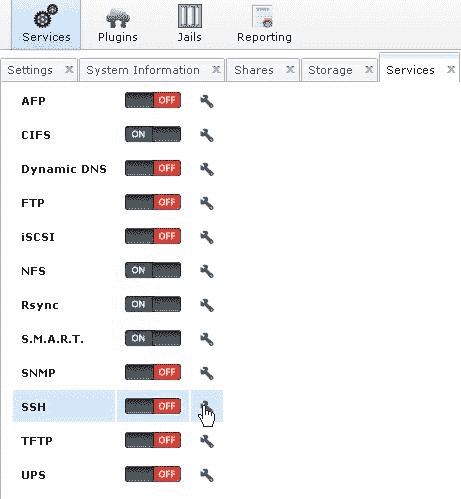 Services Plugins Jails Reporting
Settings X System Information X Shares X Storage X Services X
AFP OFF
CIFS ON
Dynamic DNS OFF
FTP OFF
iSCSI OFF
NFS ON
Rsync ON
S.M.A.R.T. ON
SNMP OFF
SSH OFF
TFTP OFF
UPS OFF